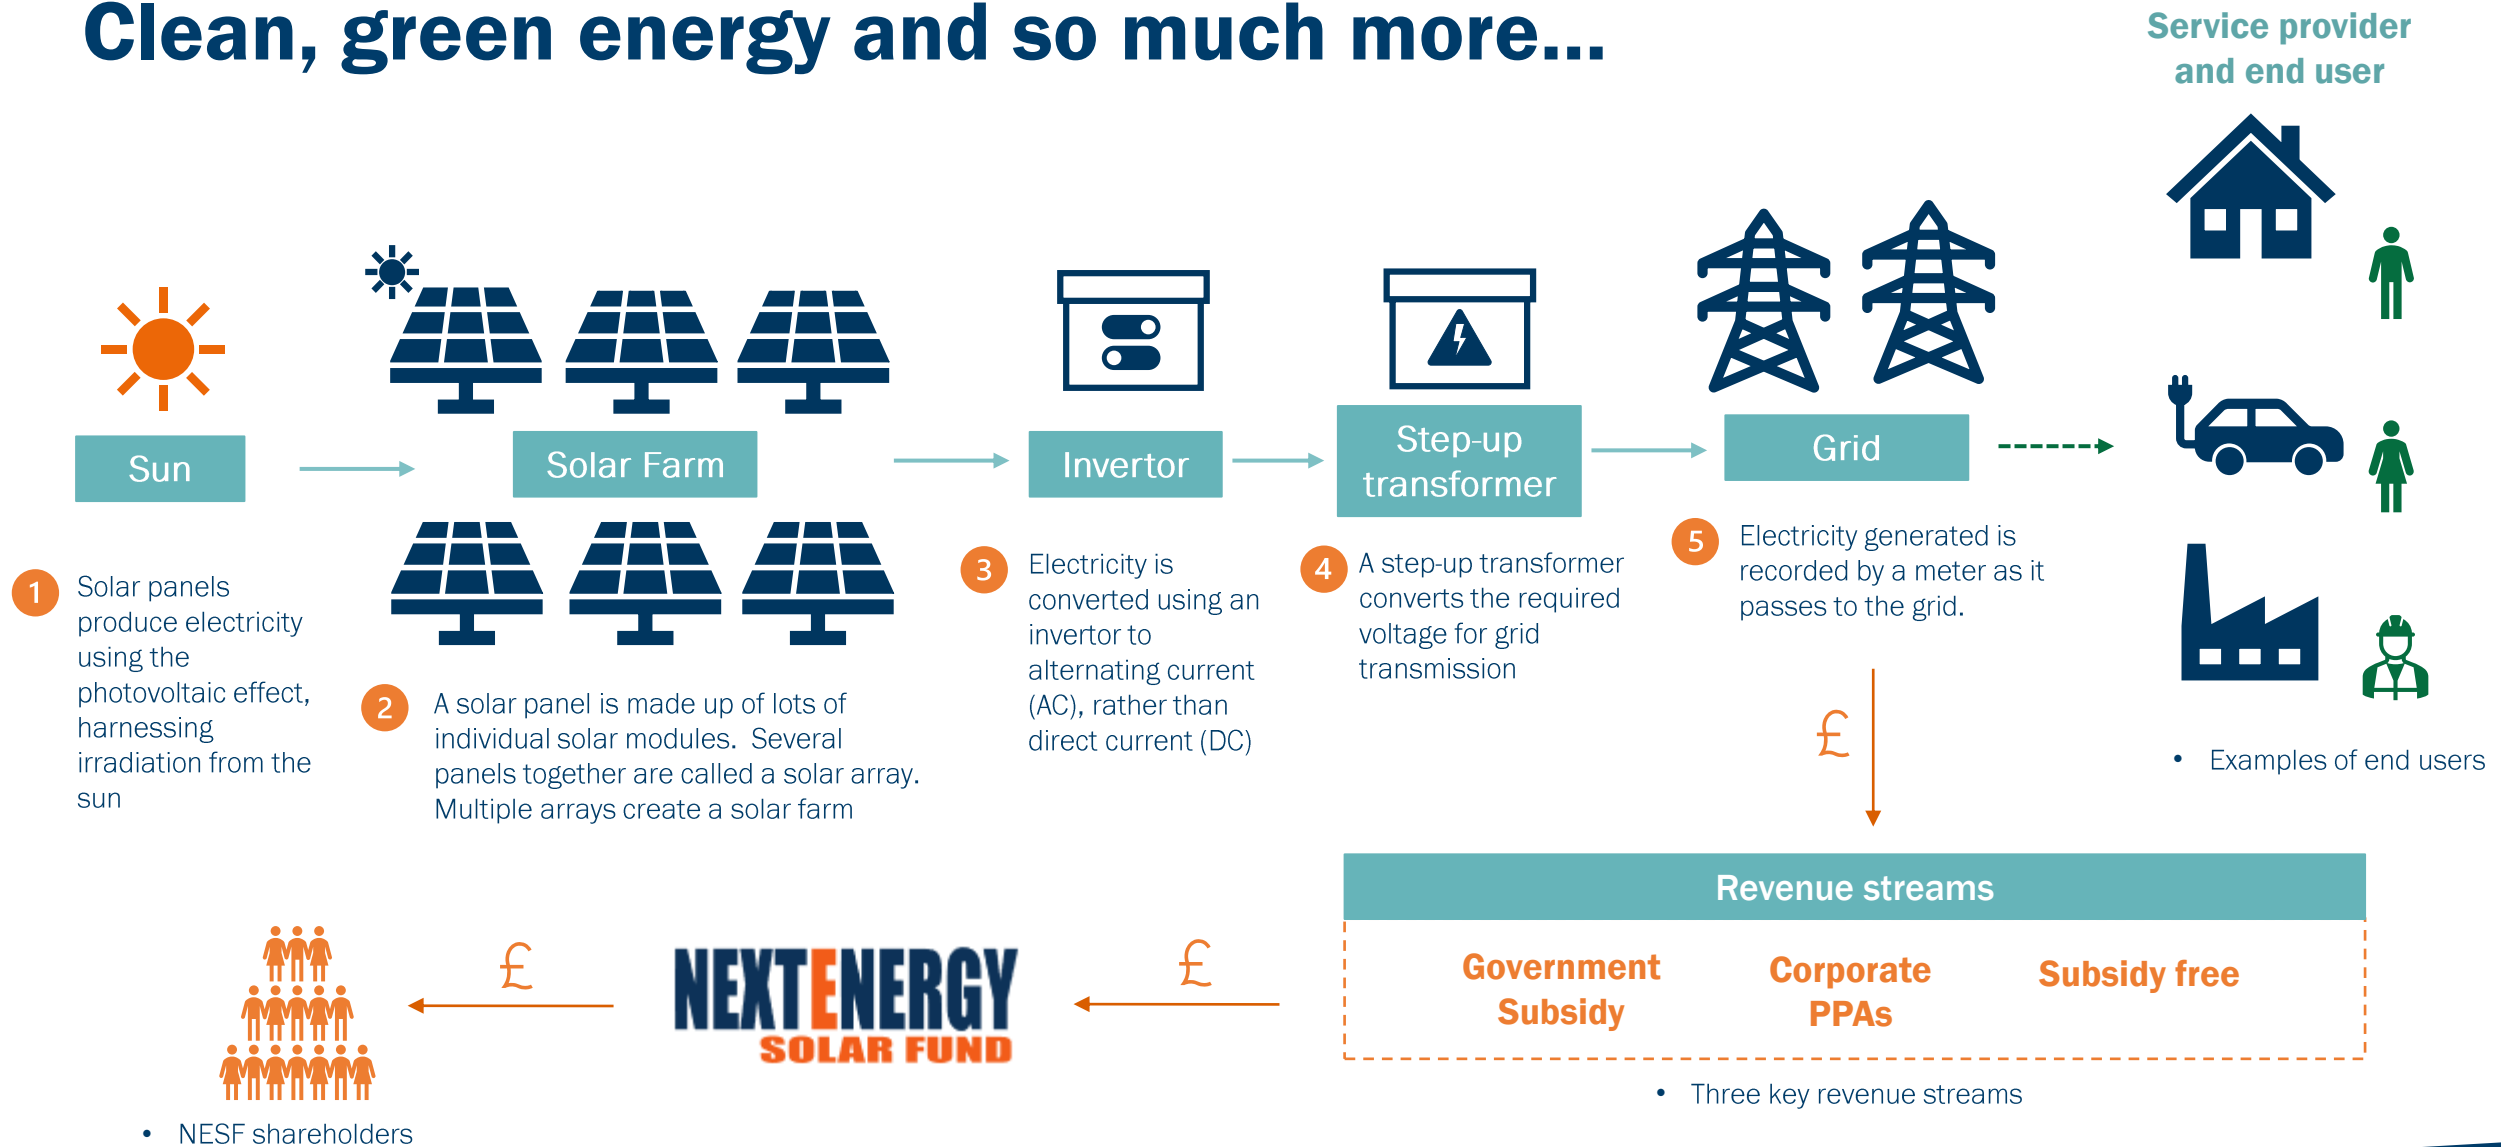 Clean, green energy and so much more...
Service provider
and end user
Sun
Solar Farm
Invertor
Step-up
transformer
Grid
1
Solar panels
produce electricity
using the
photovoltaic effect,
harnessing
irradiation from the
sun
2
A solar panel is made up of lots of
individual solar modules.  Several
panels together are called a solar array.
Multiple arrays create a solar farm
3
Electricity is
converted using an
invertor to
alternating current
(AC), rather than
direct current (DC)
4
A step-up transformer
converts the required
voltage for grid
transmission
5
Electricity generated is
recorded by a meter as it
passes to the grid.
• Examples of end users
£
Revenue streams
Government
Subsidy
Corporate
PPAs
Subsidy free
• Three key revenue streams
£
NEXTENERGY
SOLAR FUND
£
• NESF shareholders